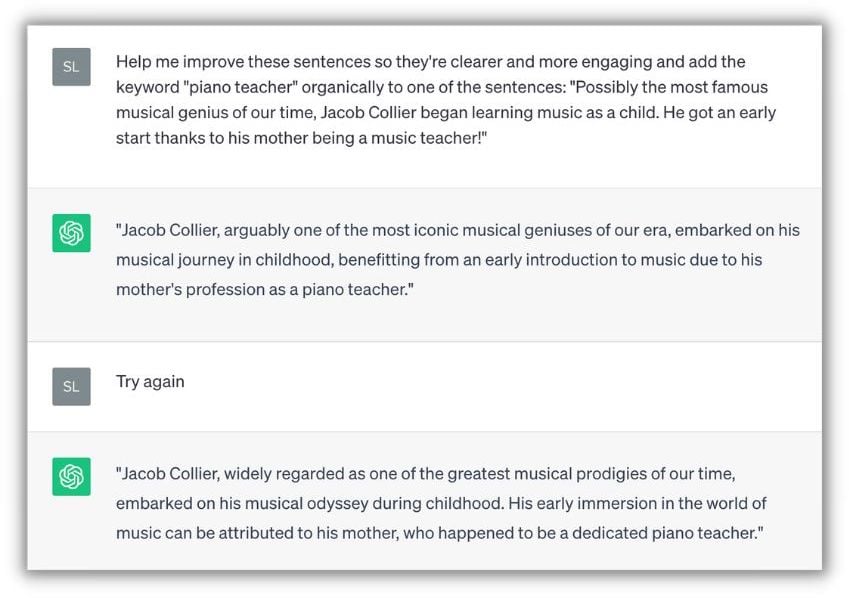 SL
Help me improve these sentences so they're clearer and more engaging and add the
keyword "piano teacher" organically to one of the sentences: "Possibly the most famous
musical genius of our time, Jacob Collier began learning music as a child. He got an early
start thanks to his mother being a music teacher!"
"Jacob Collier, arguably one of the most iconic musical geniuses of our era, embarked on his
musical journey in childhood, benefitting from an early introduction to music due to his
mother's profession as a piano teacher."
SL
Try again
"Jacob Collier, widely regarded as one of the greatest musical prodigies of our time,
embarked on his musical odyssey during childhood. His early immersion in the world of
music can be attributed to his mother, who happened to be a dedicated piano teacher."